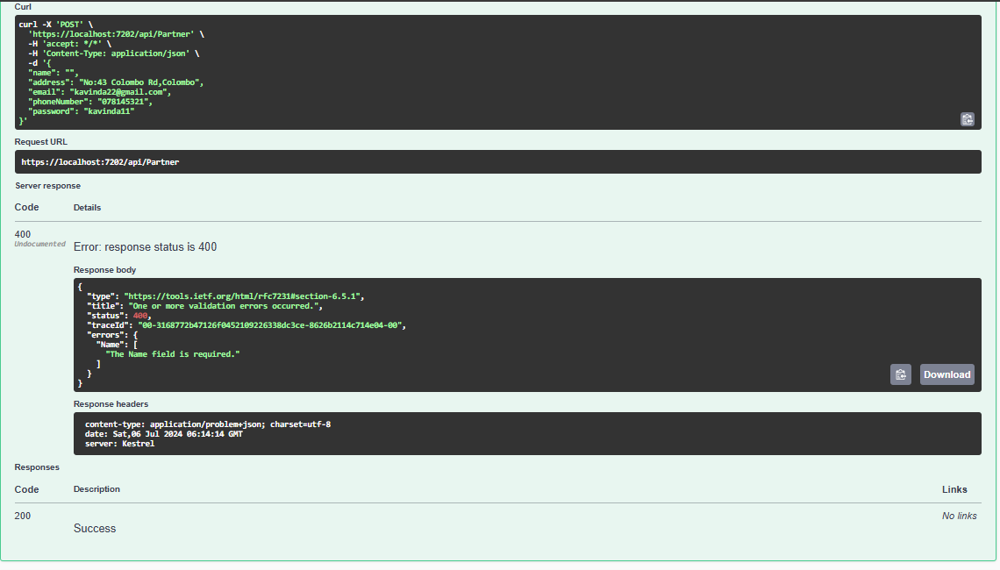 Curl
curl -X 'POST' \
'https://localhost:7202/api/Partner' \
-H 'accept: */*' \
-H 'Content-Type: application/json' \
-d '{
"name": "",
"address": "No:43 Colombo Rd,Colombo",
"email": "kavinda22@gmail.com",
"phoneNumber": "078145321",
"password": "kavinda11"
}'
Request URL
https://localhost:7202/api/Partner
Server response
Code Details
400
Undocumented
Error: response status is 400
Response body
{
"type": "https://tools.ietf.org/html/rfc7231#section-6.5.1",
"title": "One or more validation errors occurred.",
"status": 400,
"traceId": "00-3168772b47126f0452109226338dc3ce-8626b2114c714e04-00",
"errors": {
"Name": [
"The Name field is required."
]
}
}
Download
Response headers
content-type: application/problem+json; charset=utf-8
date: Sat,06 Jul 2024 06:14:14 GMT
server: Kestrel
Responses
Code Description Links
200 No links
Success